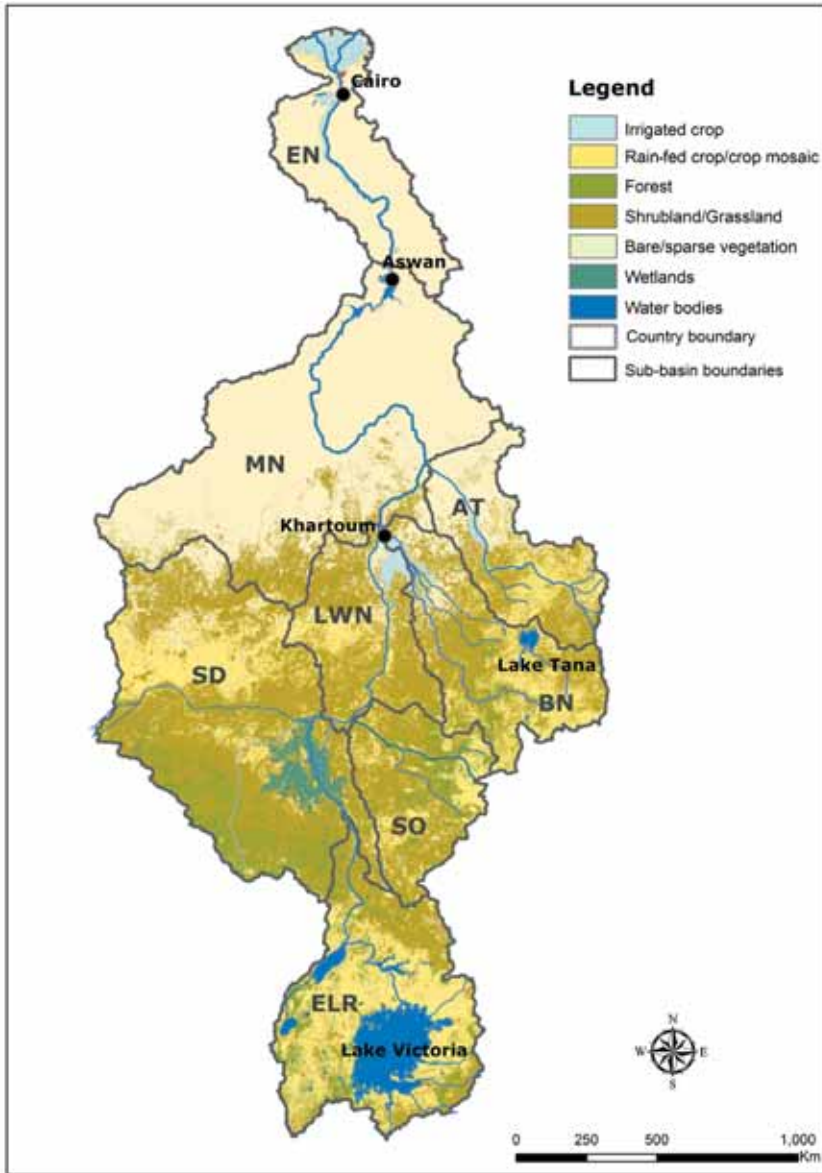 Cairo
EN
Aswan
MN
AT
Khartoum
LWN
SD
Lake Tana
BN
SO
ELR
Lake Victoria
Legend
Irrigated crop
Rain-fed crop/crop mosaic
Forest
Shrubland/Grassland
Bare/sparse vegetation
Wetlands
Water bodies
Country boundary
Sub-basin boundaries
N
W E
S
0 250 500 1,000
Km